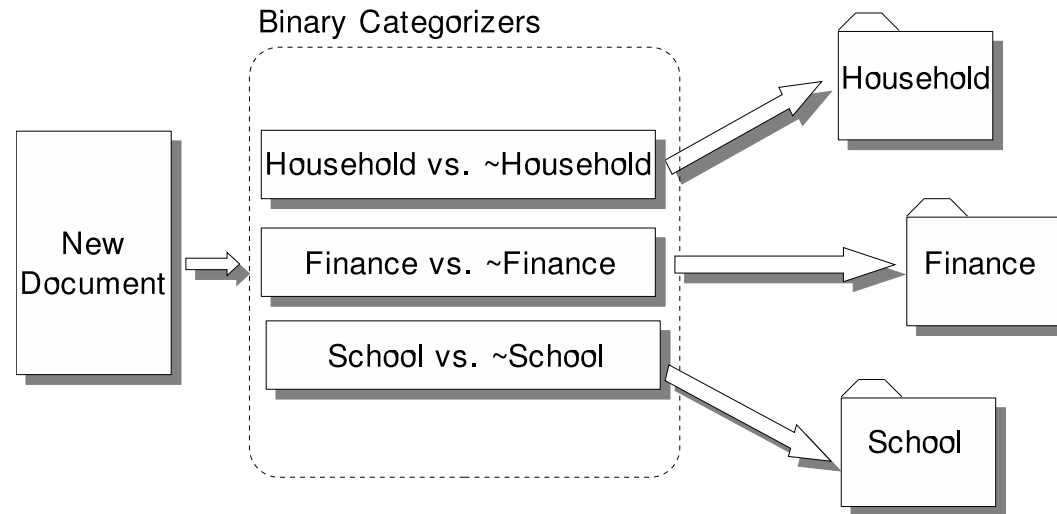 Binary Categorizers
New
Document
Household vs. ~Household
Finance vs. ~Finance
School vs. ~School
Household
Finance
School